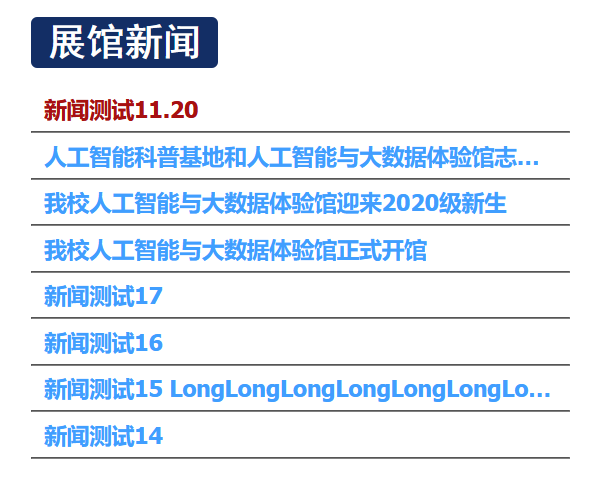 展馆新闻
新闻测试11.20
人工智能科普基地和人工智能与大数据体验馆志...
我校人工智能与大数据体验馆迎来2020级新生
我校人工智能与大数据体验馆正式开馆
新闻测试17
新闻测试16
新闻测试15 LongLongLongLongLongLongLo...
新闻测试14